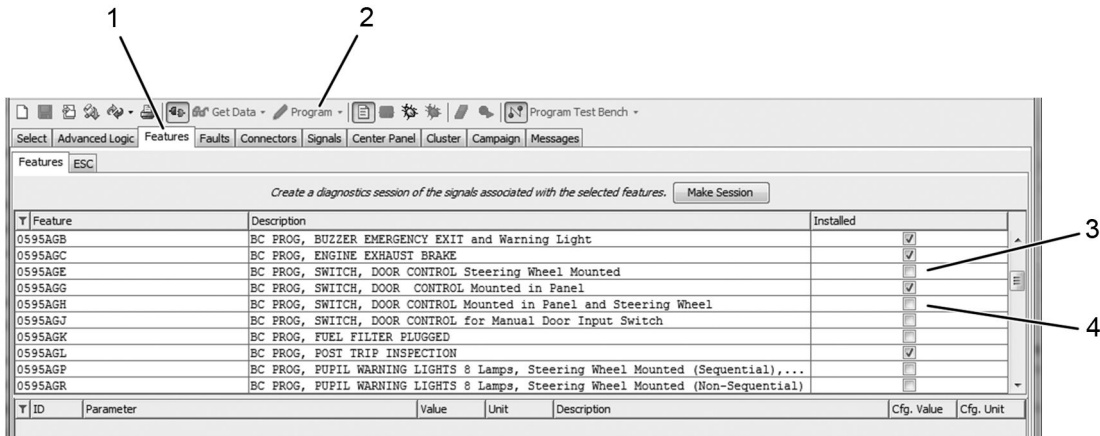 1 2
Get Data Program Program Test Bench
Select Advanced Logic Features Faults Connectors Signals Center Panel Cluster Campaign Messages
Features ESC
Create a diagnostics session of the signals associated with the selected features. Make Session
T Feature Description Installed
0595AGB BC PROG, BUZZER EMERGENCY EXIT and Warning Light
3
0595AGC BC PROG, ENGINE EXHAUST BRAKE
0595AGE BC PROG, SWITCH, DOOR CONTROL Steering Wheel Mounted
0595AGG BC PROG, SWITCH, DOOR CONTROL Mounted in Panel
0595AGH BC PROG, SWITCH, DOOR CONTROL Mounted in Panel and Steering Wheel
0595AGJ BC PROG, SWITCH, DOOR CONTROL for Manual Door Input Switch
4
0595AGK BC PROG, FUEL FILTER PLUGGED
0595AGL BC PROG, POST TRIP INSPECTION
0595AGP BC PROG, PUPIL WARNING LIGHTS 8 Lamps, Steering Wheel Mounted (Sequential),...
0595AGR BC PROG, PUPIL WARNING LIGHTS 8 Lamps, Steering Wheel Mounted (Non-Sequential)
T ID Parameter Value Unit Description Cfg. Value Cfg. Unit